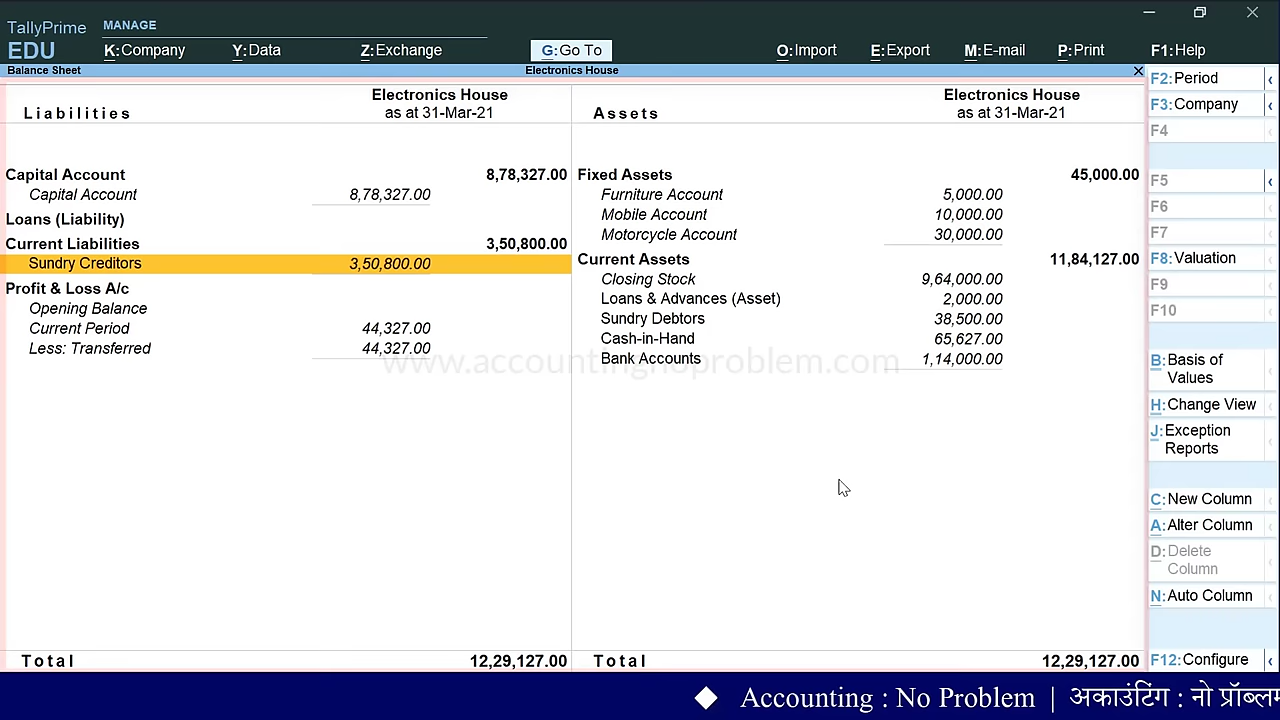 TallyPrime
EDU
MANAGE
K:Company Y:Data Z:Exchange G:Go To O:Import E:Export M:E-mail P:Print F1:Help
Balance Sheet Electronics House
Liabilities
Electronics House
as at 31-Mar-21
Capital Account 8,78,327.00
Capital Account 8,78,327.00
Loans (Liability)
Current Liabilities 3,50,800.00
Sundry Creditors 3,50,800.00
Profit & Loss A/c
Opening Balance
Current Period 44,327.00
Less: Transferred 44,327.00
Total 12,29,127.00
Assets
Electronics House
as at 31-Mar-21
Fixed Assets 45,000.00
Furniture Account 5,000.00
Mobile Account 10,000.00
Motorcycle Account 30,000.00
Current Assets 11,84,127.00
Closing Stock 9,64,000.00
Loans & Advances (Asset) 2,000.00
Sundry Debtors 38,500.00
Cash-in-Hand 65,627.00
Bank Accounts 1,14,000.00
Total 12,29,127.00
www.accountingnoproblem.com
F2:Period
F3:Company
F4
F5
F6
F7
F8:Valuation
F9
F10
B:Basis of
Values
H:Change View
J:Exception
Reports
C:New Column
A:Alter Column
D:Delete
Column
N:Auto Column
F12:Configure
◆ Accounting : No Problem | अकाउंटिंग : नो प्रॉब्लम